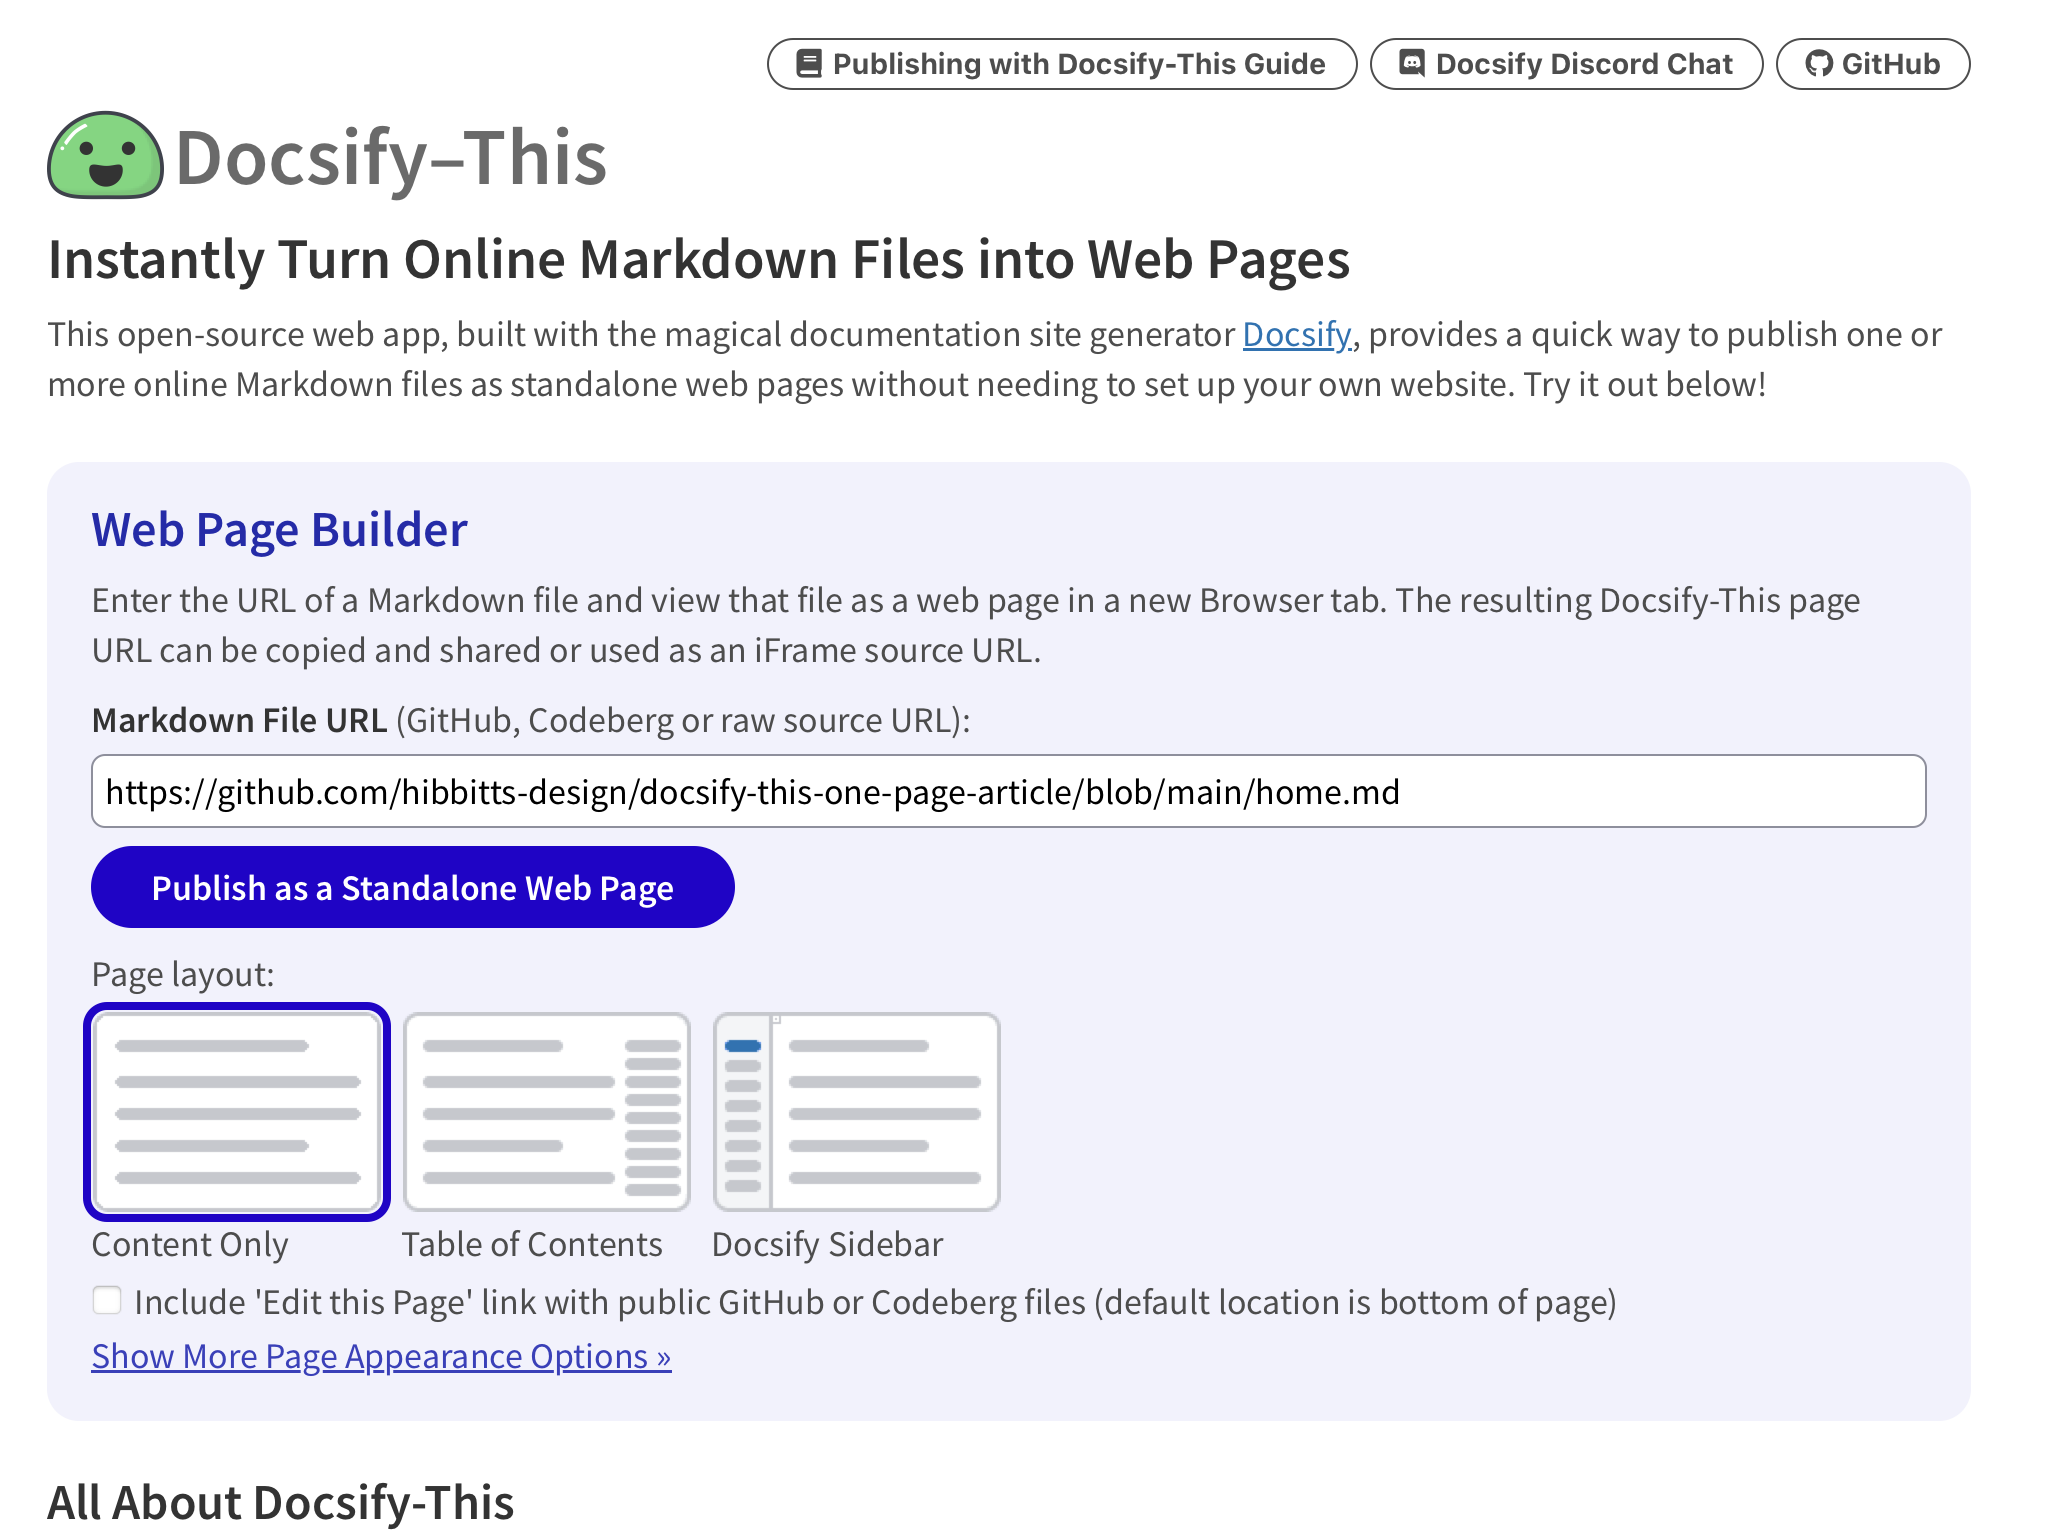 Publishing with Docsify-This Guide
Docsify Discord Chat
GitHub
Docsify–This
Instantly Turn Online Markdown Files into Web Pages
This open-source web app, built with the magical documentation site generator Docsify, provides a quick way to publish one or
more online Markdown files as standalone web pages without needing to set up your own website. Try it out below!
Web Page Builder
Enter the URL of a Markdown file and view that file as a web page in a new Browser tab. The resulting Docsify-This page
URL can be copied and shared or used as an iFrame source URL.
Markdown File URL (GitHub, Codeberg or raw source URL):
https://github.com/hibbitts-design/docsify-this-one-page-article/blob/main/home.md
Publish as a Standalone Web Page
Page layout:
Content Only
Table of Contents
Docsify Sidebar
Include 'Edit this Page' link with public GitHub or Codeberg files (default location is bottom of page)
Show More Page Appearance Options »
All About Docsify-This